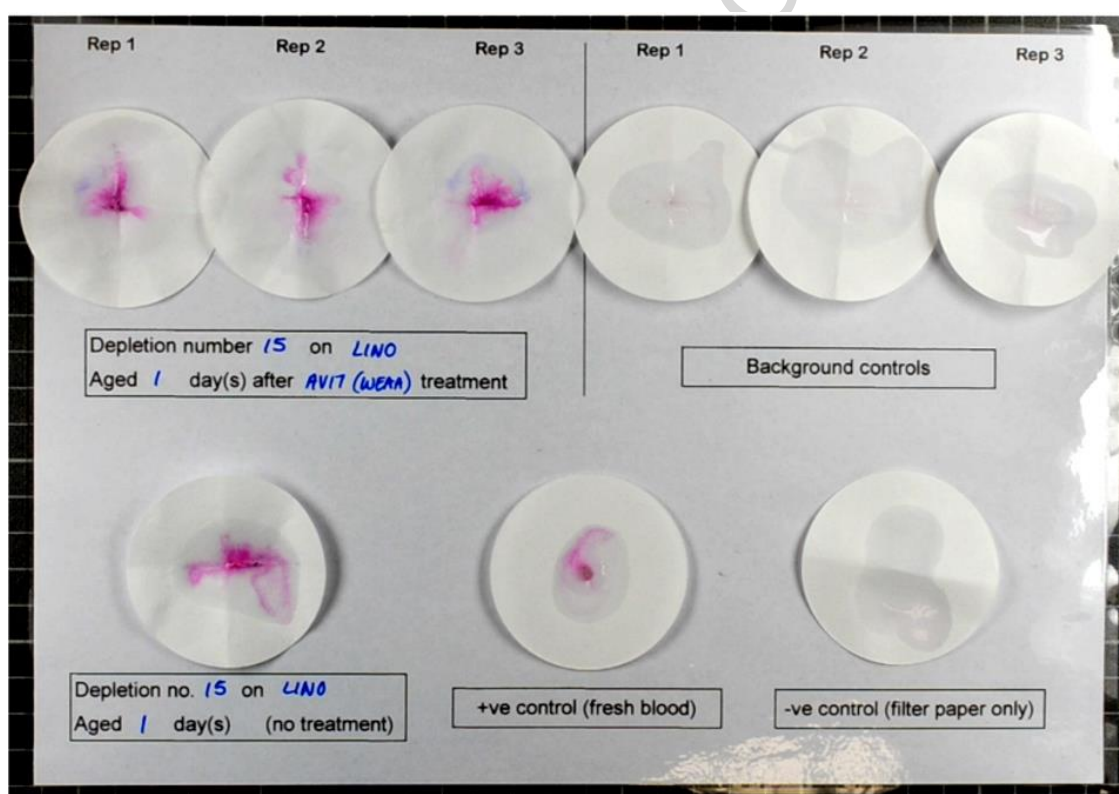 Rep 1 Rep 2 Rep 3 Rep 1 Rep 2 Rep 3
Depletion number 15 on LINO
Aged 1 day(s) after AV17 (WEAA) treatment
Background controls
Depletion no. 15 on LINO
Aged 1 day(s) (no treatment)
+ve control (fresh blood)
-ve control (filter paper only)